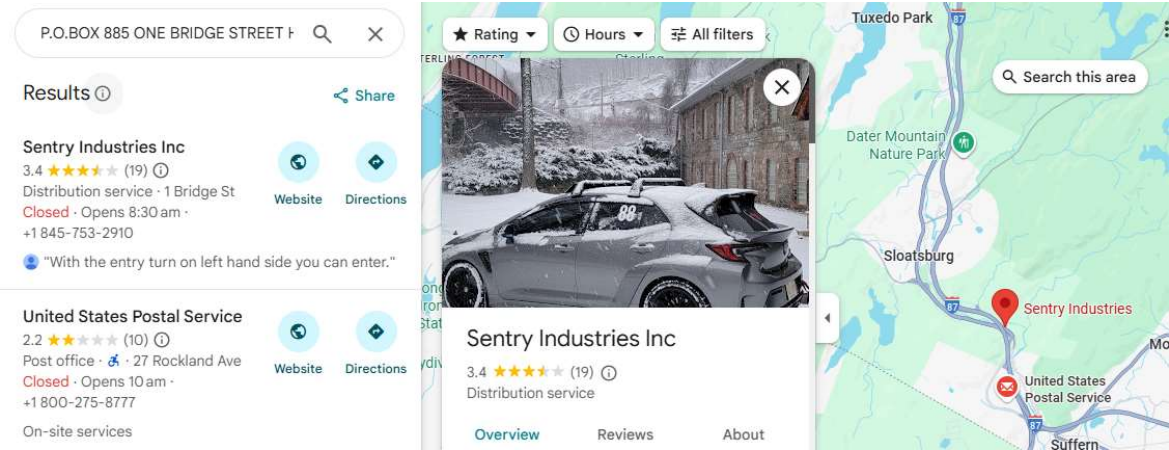 P.O.BOX 885 ONE BRIDGE STREET H
Results
Share
Sentry Industries Inc
3.4 (19)
Distribution service · 1 Bridge St
Closed · Opens 8:30 am ·
+1 845-753-2910
Website
Directions
"With the entry turn on left hand side you can enter."
United States Postal Service
2.2 (10)
Post office · 27 Rockland Ave
Closed · Opens 10 am ·
+1 800-275-8777
On-site services
Website
Directions
Rating
Hours
All filters
88
Sentry Industries Inc
3.4 (19)
Distribution service
Overview
Reviews
About
Tuxedo Park
87
Search this area
Dater Mountain
Nature Park
Sloatsburg
87
Sentry Industries
United States
Postal Service
87
Suffern